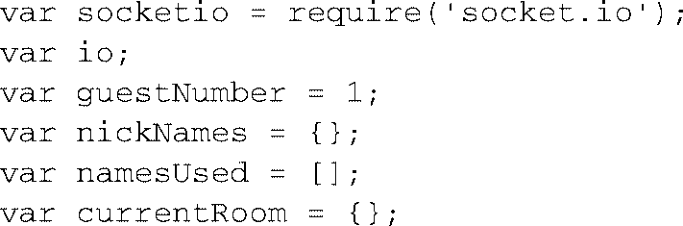 var socketio = require('socket.io');
var io;
var guestNumber = 1;
var nickNames = {};
var namesUsed = [];
var currentRoom = {};